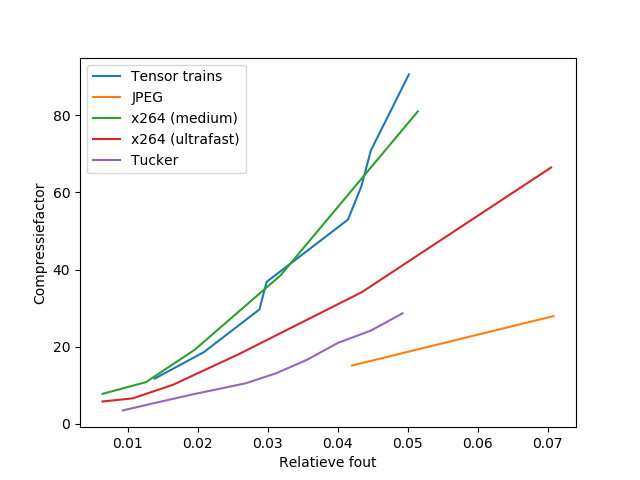 Tensor trains
JPEG
x264 (medium)
x264 (ultrafast)
Tucker
Compressiefactor
80
60
40
20
0
0.01 0.02 0.03 0.04 0.05 0.06 0.07
Relatieve fout